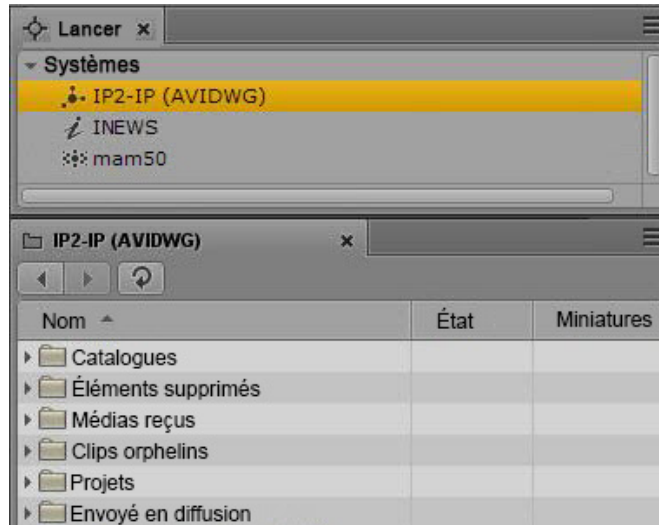 Lancer
Systèmes
IP2-IP (AVIDWG)
INEWS
mam50
IP2-IP (AVIDWG)
Nom État Miniatures
Catalogues
Éléments supprimés
Médias reçus
Clips orphelins
Projets
Envoyé en diffusion